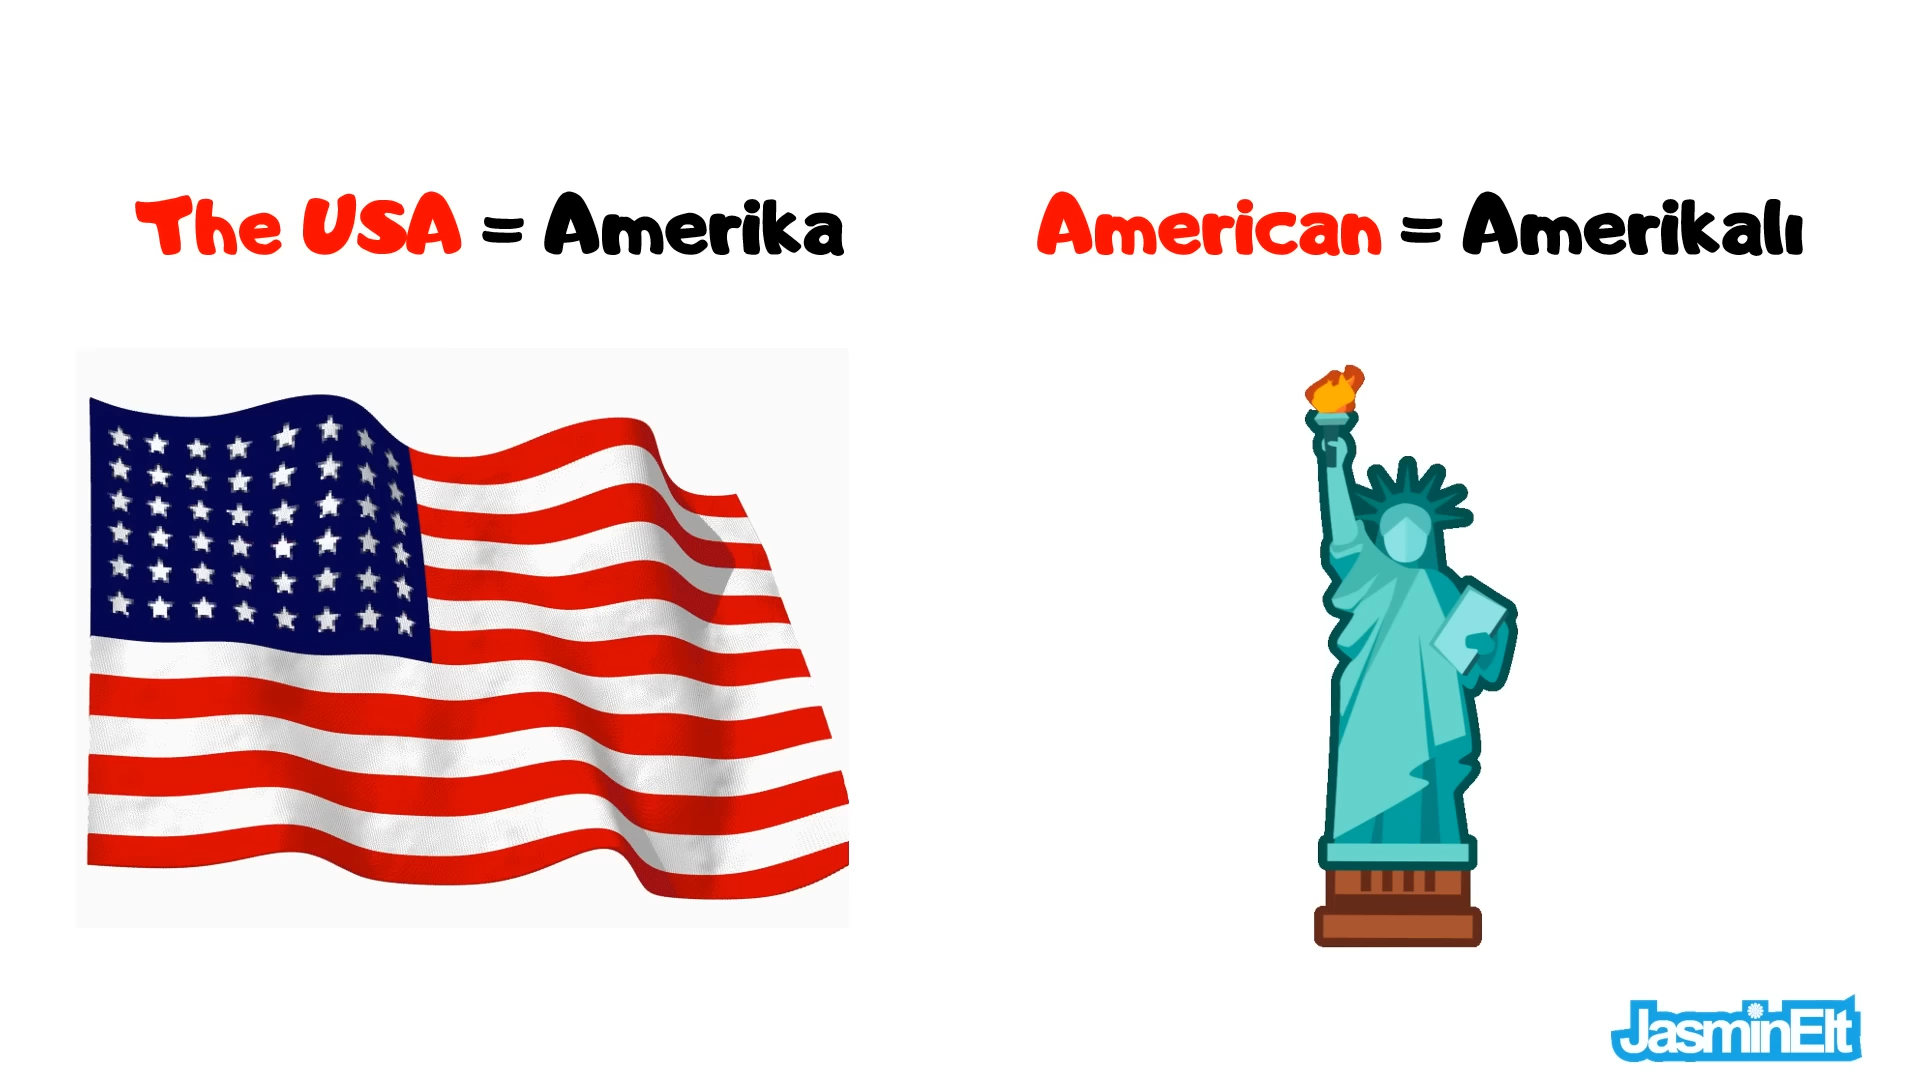 The USA = Amerika
American = Amerikalı
JasminElt